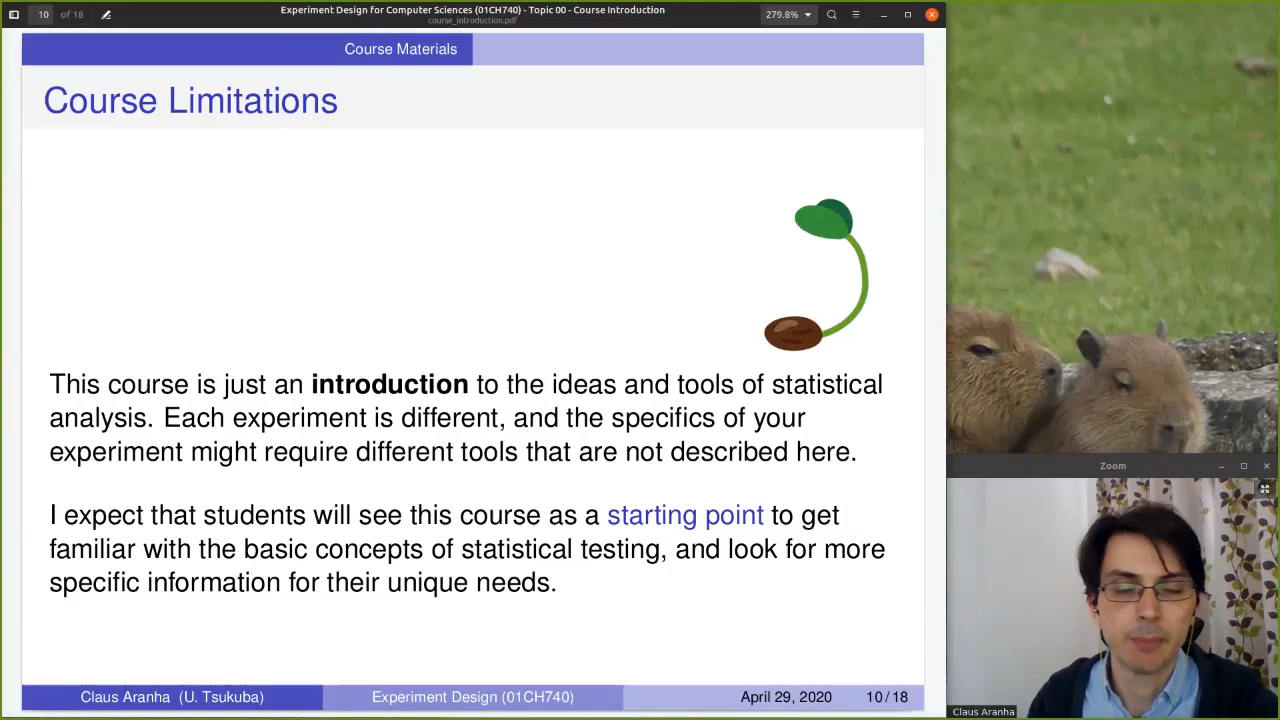 10 of 18
Experiment Design for Computer Sciences (01CH740) - Topic 00 - Course Introduction
course_introduction.pdf
279.8%
Course Materials
Course Limitations
This course is just an introduction to the ideas and tools of statistical
analysis. Each experiment is different, and the specifics of your
experiment might require different tools that are not described here.
I expect that students will see this course as a starting point to get
familiar with the basic concepts of statistical testing, and look for more
specific information for their unique needs.
Claus Aranha (U. Tsukuba)
Experiment Design (01CH740)
April 29, 2020
10 / 18
Zoom
Claus Aranha